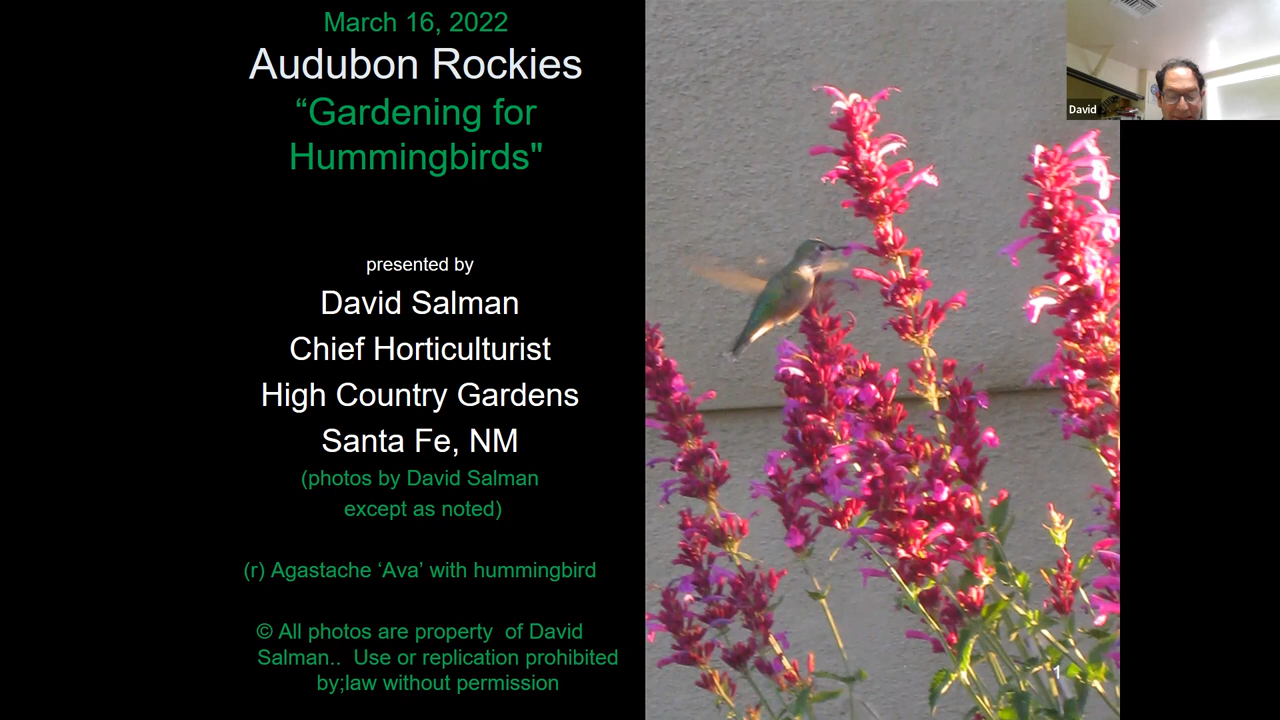 March 16, 2022
Audubon Rockies
“Gardening for
Hummingbirds"
presented by
David Salman
Chief Horticulturist
High Country Gardens
Santa Fe, NM
(photos by David Salman
except as noted)
(r) Agastache ‘Ava’ with hummingbird
© All photos are property of David
Salman.. Use or replication prohibited
by;law without permission
1
David